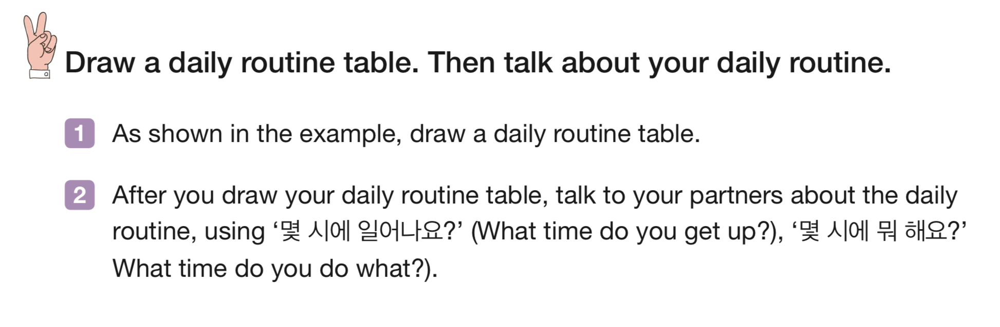 Draw a daily routine table. Then talk about your daily routine.
1 As shown in the example, draw a daily routine table.
2 After you draw your daily routine table, talk to your partners about the daily
routine, using ‘몇 시에 일어나요?’ (What time do you get up?), ‘몇 시에 뭐 해요?’
What time do you do what?).